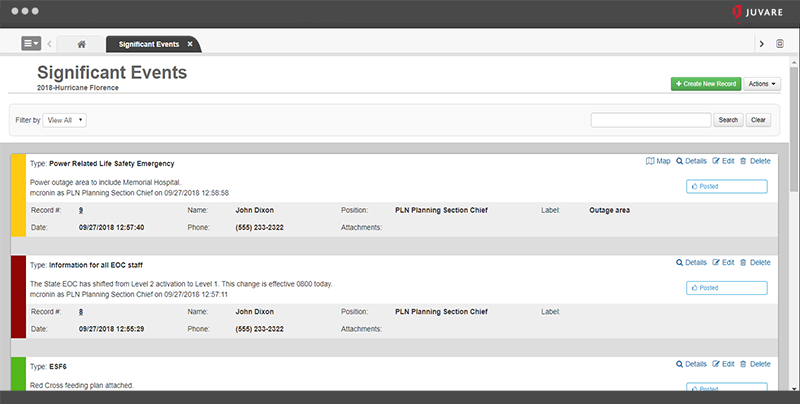 JUVARE
Significant Events ×
Significant Events
2018-Hurricane Florence
+ Create New Record Actions
Filter by View All Search Clear
Type: Power Related Life Safety Emergency Map Details Edit Delete
Power outage area to include Memorial Hospital. Posted
mcronin as PLN Planning Section Chief on 09/27/2018 12:58:58
Record #: 9 Name: John Dixon Position: PLN Planning Section Chief Label: Outage area
Date: 09/27/2018 12:57:40 Phone: (555) 233-2322 Attachments:
Type: Information for all EOC staff Details Edit Delete
The State EOC has shifted from Level 2 activation to Level 1. This change is effective 0800 today. Posted
mcronin as PLN Planning Section Chief on 09/27/2018 12:57:11
Record #: 8 Name: John Dixon Position: PLN Planning Section Chief Label:
Date: 09/27/2018 12:55:29 Phone: (555) 233-2322 Attachments:
Type: ESF6 Details Edit Delete
Red Cross feeding plan attached. Posted